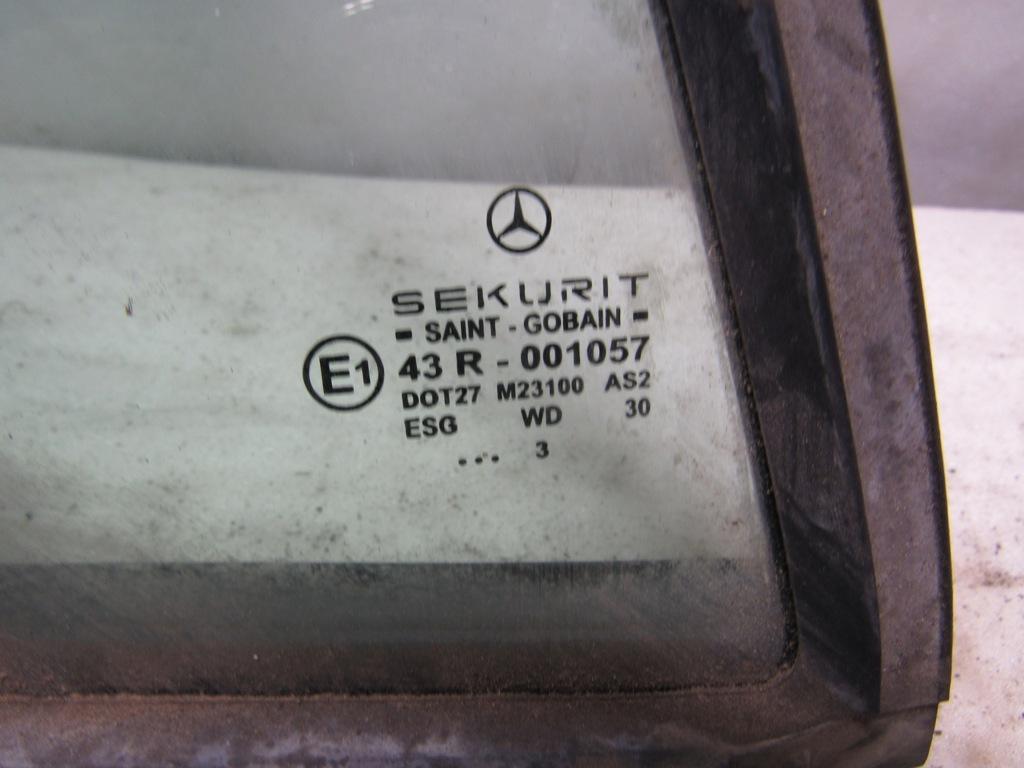 SEKURIT
- SAINT - GOBAIN -
E1 43 R - 001057
DOT27 M23100 AS2
ESG WD 30
... 3